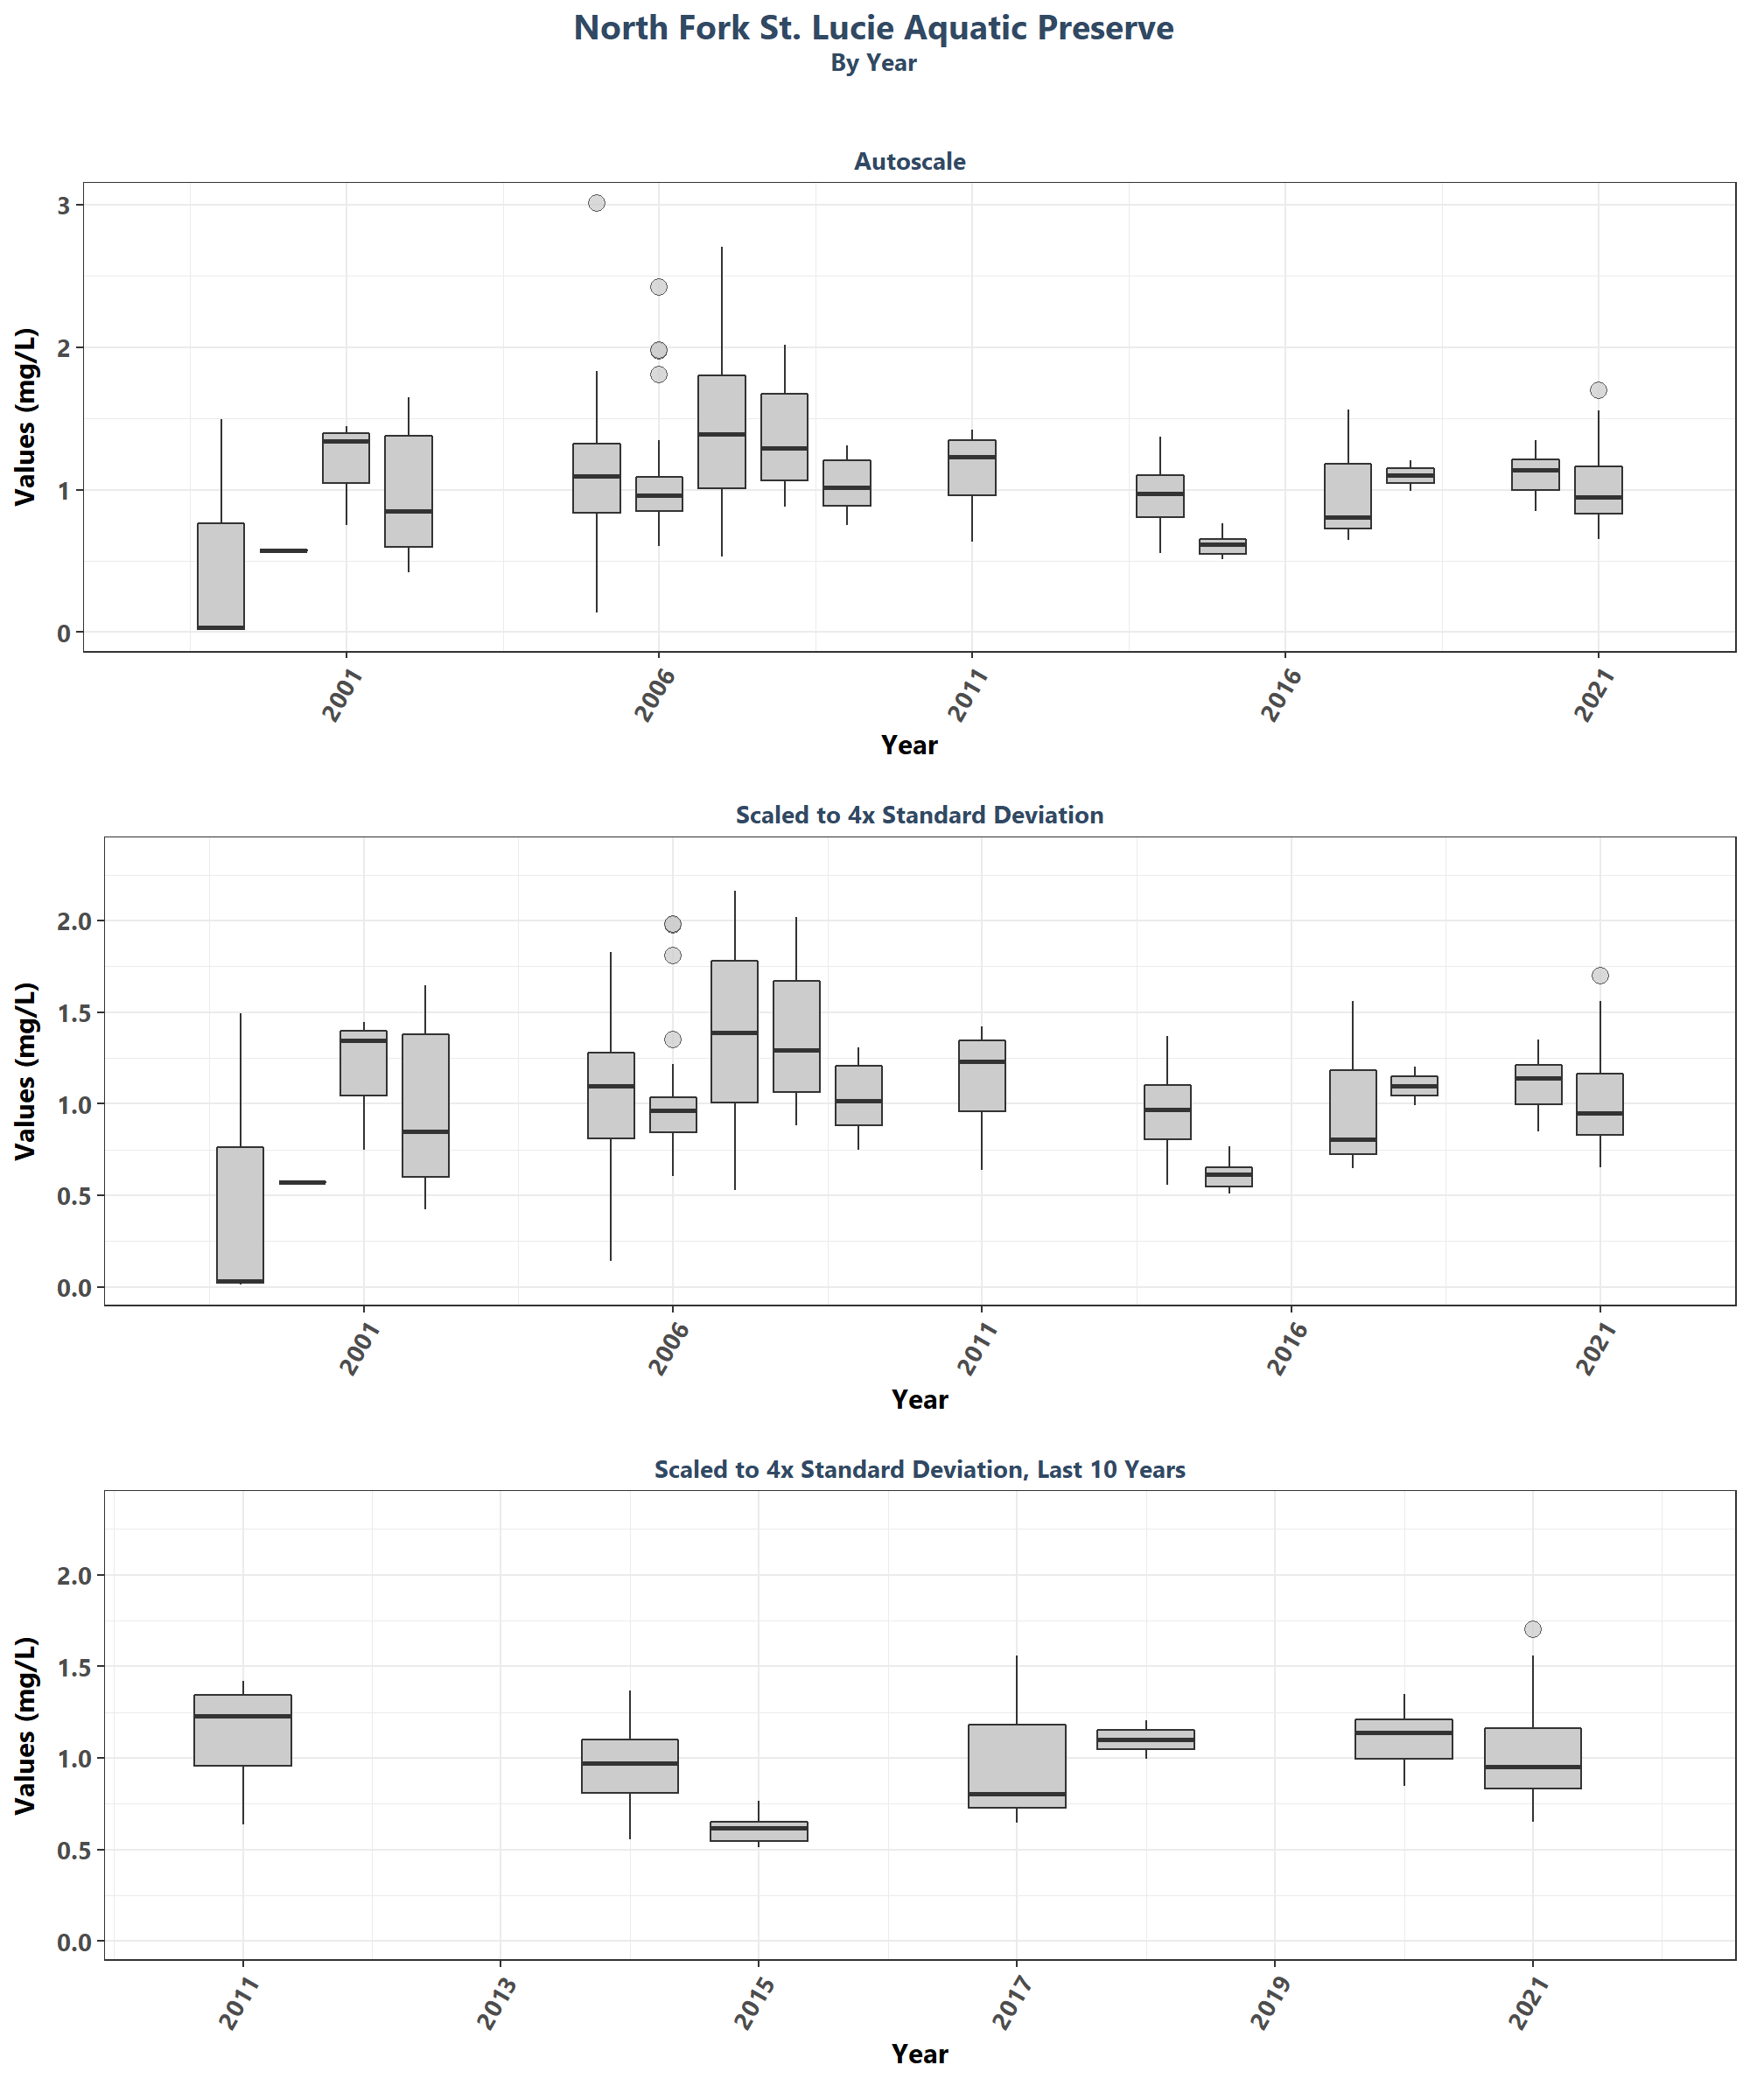 North Fork St. Lucie Aquatic Preserve
By Year
Autoscale
Values (mg/L)
3
2
1
0
2001
2006
2011
2016
2021
Year
Scaled to 4x Standard Deviation
Values (mg/L)
2.0
1.5
1.0
0.5
0.0
2001
2006
2011
2016
2021
Year
Scaled to 4x Standard Deviation, Last 10 Years
Values (mg/L)
2.0
1.5
1.0
0.5
0.0
2011
2013
2015
2017
2019
2021
Year